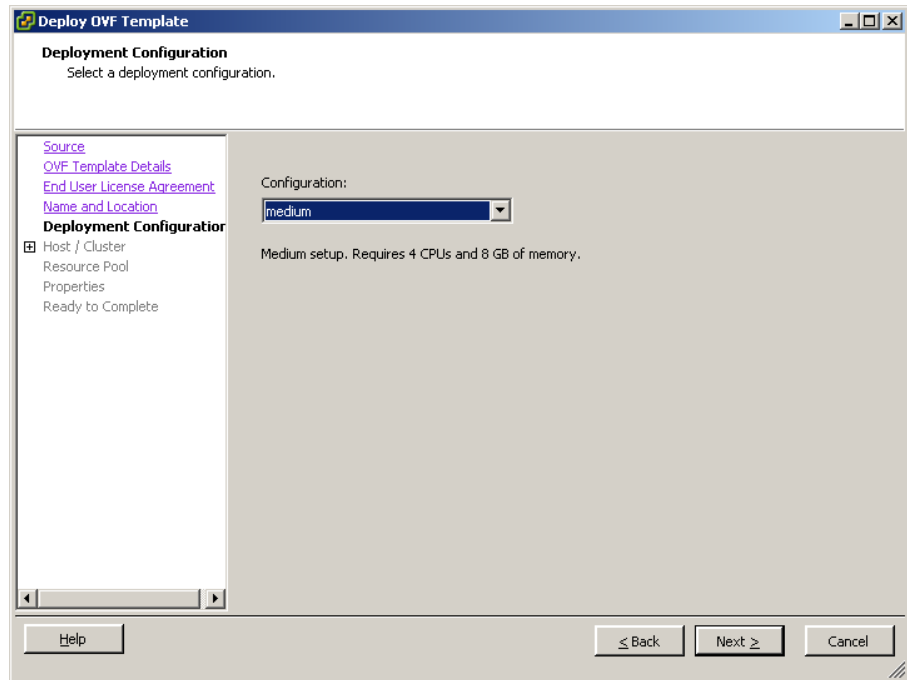 Deploy OVF Template
Deployment Configuration
Select a deployment configuration.
Source
OVF Template Details
End User License Agreement
Name and Location
Deployment Configuration
Host / Cluster
Resource Pool
Properties
Ready to Complete
Configuration:
medium
Medium setup. Requires 4 CPUs and 8 GB of memory.
Help
≤ Back
Next ≥
Cancel